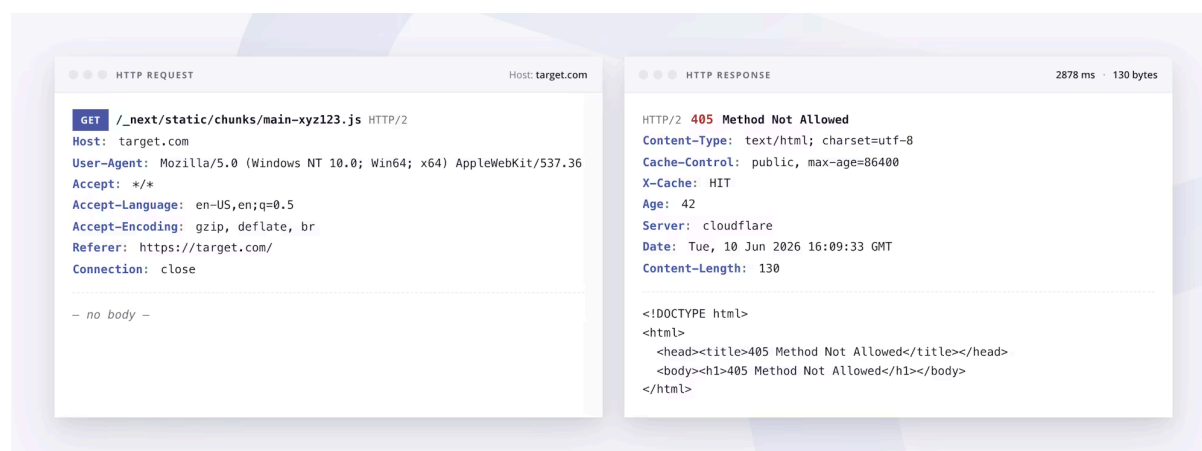 HTTP REQUEST
Host: target.com
GET /_next/static/chunks/main-xyz123.js HTTP/2
Host: target.com
User-Agent: Mozilla/5.0 (Windows NT 10.0; Win64; x64) AppleWebKit/537.36
Accept: */*
Accept-Language: en-US,en;q=0.5
Accept-Encoding: gzip, deflate, br
Referer: https://target.com/
Connection: close
— no body —
HTTP RESPONSE
2878 ms · 130 bytes
HTTP/2 405 Method Not Allowed
Content-Type: text/html; charset=utf-8
Cache-Control: public, max-age=86400
X-Cache: HIT
Age: 42
Server: cloudflare
Date: Tue, 10 Jun 2026 16:09:33 GMT
Content-Length: 130
<!DOCTYPE html>
<html>
<head><title>405 Method Not Allowed</title></head>
<body><h1>405 Method Not Allowed</h1></body>
</html>